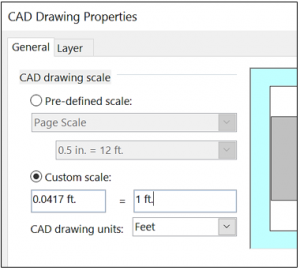 CAD Drawing Properties
General Layer
CAD drawing scale
Pre-defined scale:
Page Scale
0.5 in. = 12 ft.
Custom scale:
0.0417 ft. = 1 ft.
CAD drawing units: Feet